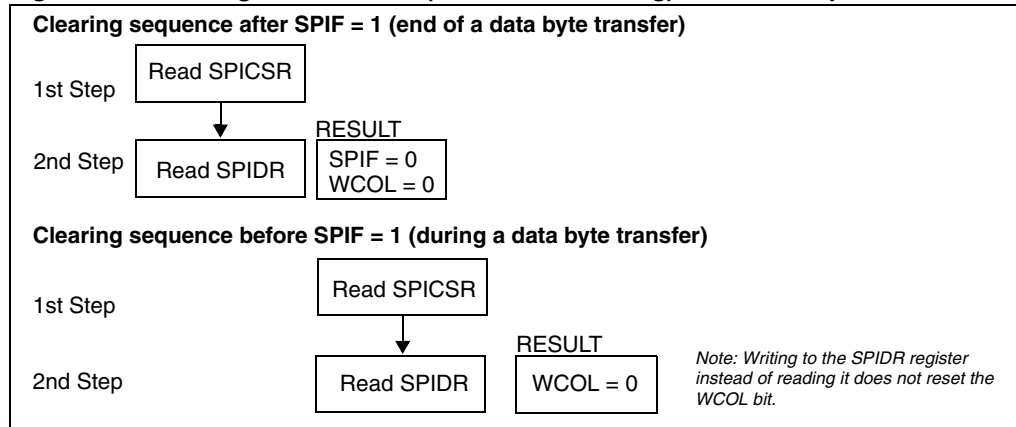 Clearing sequence after SPIF = 1 (end of a data byte transfer)
1st Step
Read SPICSR
RESULT
2nd Step
Read SPIDR
SPIF = 0
WCOL = 0
Clearing sequence before SPIF = 1 (during a data byte transfer)
1st Step
Read SPICSR
RESULT
2nd Step
Read SPIDR
WCOL = 0
Note: Writing to the SPIDR register
instead of reading it does not reset the
WCOL bit.